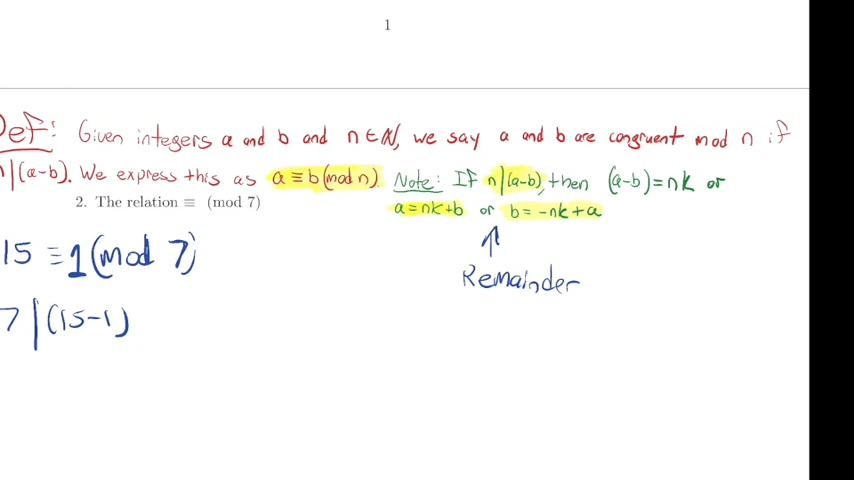 1
Def: Given integers a and b and n ∈ ℕ, we say a and b are congruent mod n if
n|(a-b). We express this as a ≡ b (mod n). Note: If n|(a-b), then (a-b) = nk or
2. The relation ≡ (mod 7)
a = nk + b or b = -nk + a
15 ≡ 1 (mod 7)
Remainder
7 | (15-1)